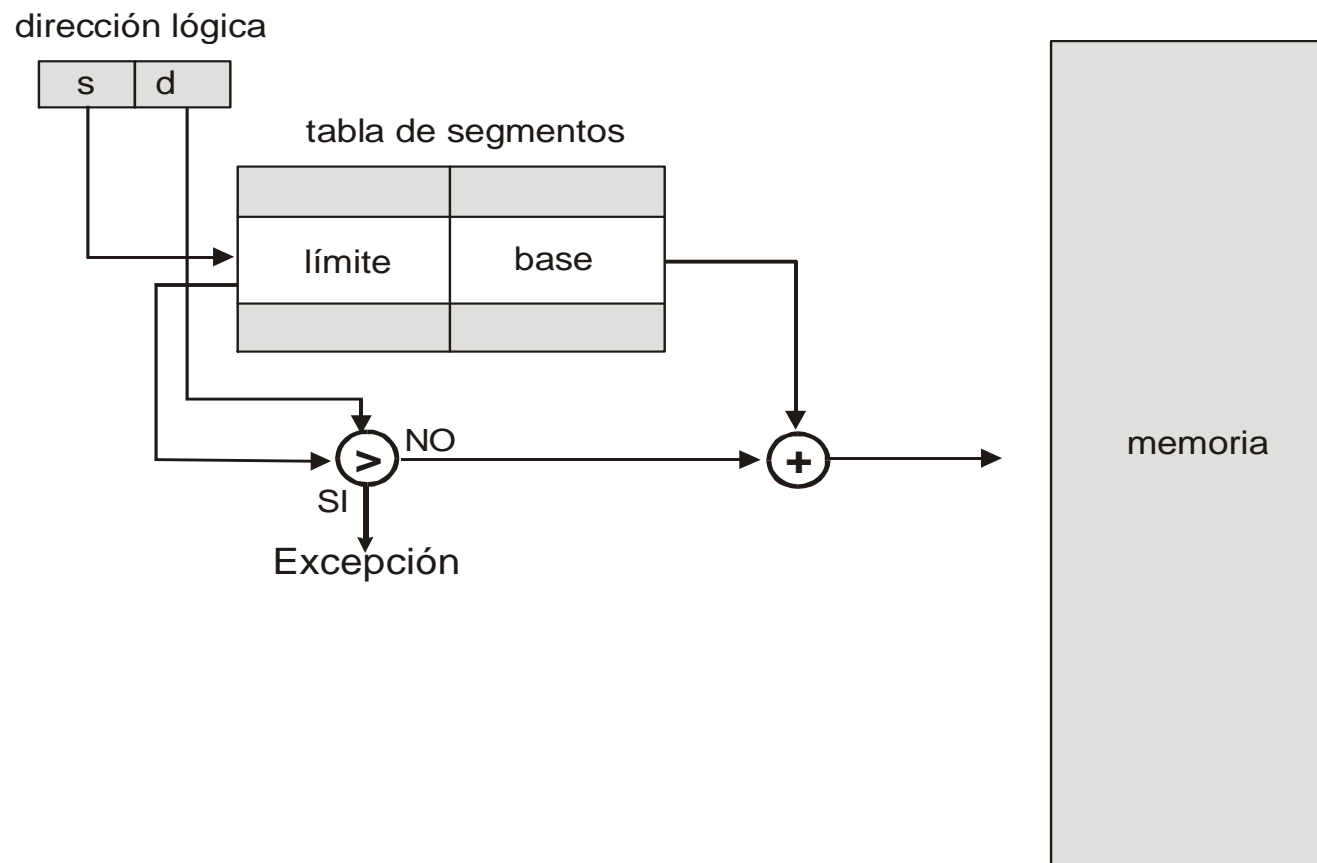 dirección lógica
s d
tabla de segmentos
límite base
> NO + memoria
SI
Excepción